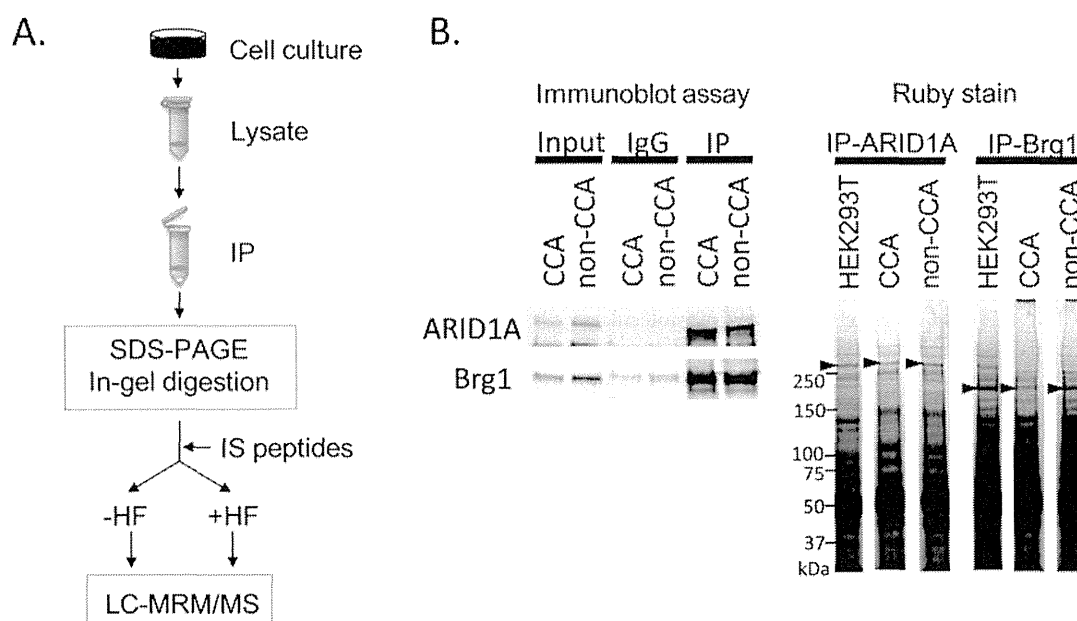 A.
Cell culture
Lysate
IP
SDS-PAGE
In-gel digestion
IS peptides
-HF
+HF
LC-MRM/MS
B.
Immunoblot assay
Input
IgG
IP
CCA
non-CCA
CCA
non-CCA
CCA
non-CCA
ARID1A
Brg1
Ruby stain
IP-ARID1A
IP-Brg1
HEK293T
CCA
non-CCA
HEK293T
CCA
non-CCA
250
150
100
75
50
37
kDa